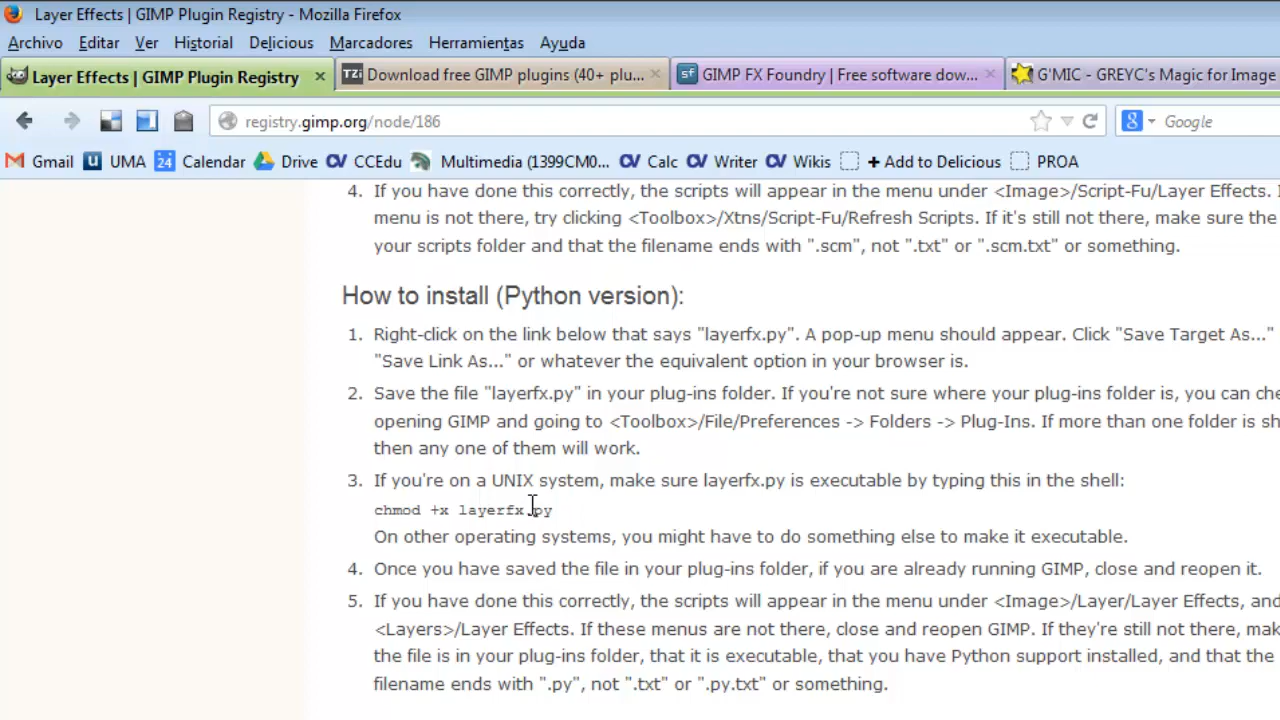 Layer Effects | GIMP Plugin Registry - Mozilla Firefox
Archivo Editar Ver Historial Delicious Marcadores Herramientas Ayuda
Layer Effects | GIMP Plugin Registry × TZi Download free GIMP plugins (40+ plu... × sf GIMP FX Foundry | Free software dow... × G'MIC - GREYC's Magic for Image
registry.gimp.org/node/186 8 Google
Gmail u UMA 24 Calendar Drive CV CCEdu Multimedia (1399CM0... CV Calc CV Writer CV Wikis + Add to Delicious PROA
4. If you have done this correctly, the scripts will appear in the menu under <Image>/Script-Fu/Layer Effects. I
menu is not there, try clicking <Toolbox>/Xtns/Script-Fu/Refresh Scripts. If it's still not there, make sure the
your scripts folder and that the filename ends with ".scm", not ".txt" or ".scm.txt" or something.
How to install (Python version):
1. Right-click on the link below that says "layerfx.py". A pop-up menu should appear. Click "Save Target As..."
"Save Link As..." or whatever the equivalent option in your browser is.
2. Save the file "layerfx.py" in your plug-ins folder. If you're not sure where your plug-ins folder is, you can che
opening GIMP and going to <Toolbox>/File/Preferences -> Folders -> Plug-Ins. If more than one folder is sh
then any one of them will work.
3. If you're on a UNIX system, make sure layerfx.py is executable by typing this in the shell:
chmod +x layerfx.py
On other operating systems, you might have to do something else to make it executable.
4. Once you have saved the file in your plug-ins folder, if you are already running GIMP, close and reopen it.
5. If you have done this correctly, the scripts will appear in the menu under <Image>/Layer/Layer Effects, and
<Layers>/Layer Effects. If these menus are not there, close and reopen GIMP. If they're still not there, mak
the file is in your plug-ins folder, that it is executable, that you have Python support installed, and that the
filename ends with ".py", not ".txt" or ".py.txt" or something.